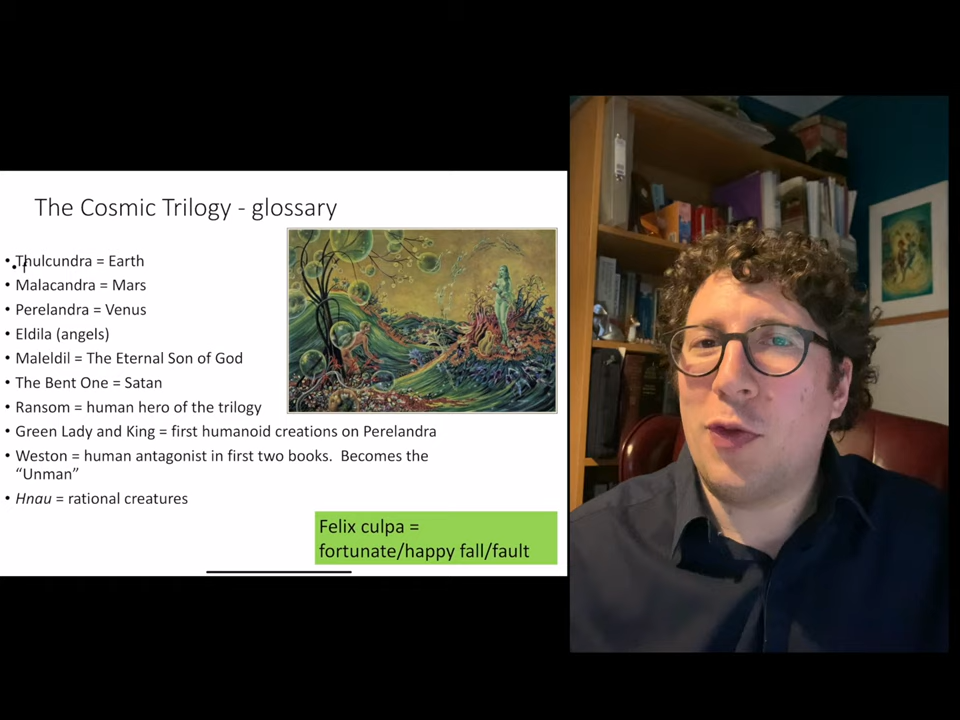 The Cosmic Trilogy - glossary
• Thulcundra = Earth
• Malacandra = Mars
• Perelandra = Venus
• Eldila (angels)
• Maleldil = The Eternal Son of God
• The Bent One = Satan
• Ransom = human hero of the trilogy
• Green Lady and King = first humanoid creations on Perelandra
• Weston = human antagonist in first two books.  Becomes the
“Unman”
• Hnau = rational creatures
Felix culpa =
fortunate/happy fall/fault